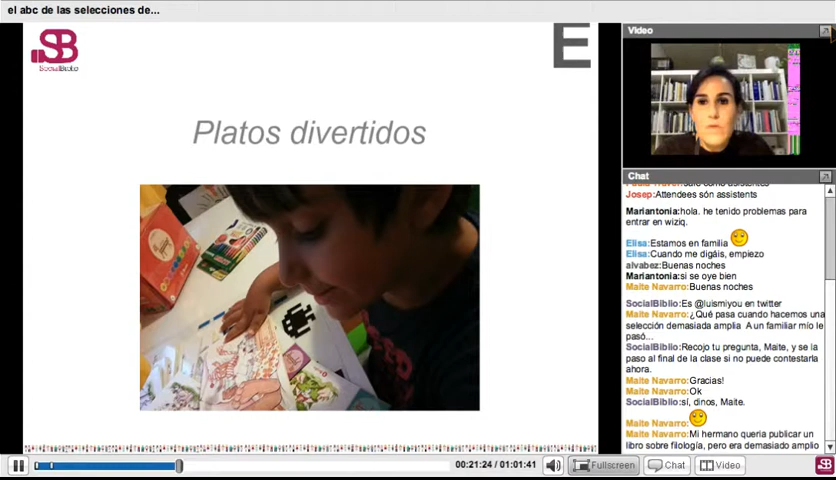 el abc de las selecciones de...
SB
SocialBiblio
E
Platos divertidos
Video
Chat
Josep:Attendees són assistents
Mariantonia:hola. he tenido problemas para
entrar en wiziq.
Elisa:Estamos en familia
Elisa:Cuando me digáis, empiezo
alvabez:Buenas noches
Mariantonia:si se oye bien
Maite Navarro:Buenas noches
SocialBiblio:Es @luismiyou en twitter
Maite Navarro:¿Qué pasa cuando hacemos una
selección demasiada amplia A un familiar mío le
pasó...
SocialBiblio:Recojo tu pregunta, Maite, y se la
paso al final de la clase si no puede contestarla
ahora.
Maite Navarro:Gracias!
Maite Navarro:Ok
SocialBiblio:sí, dinos, Maite.
Maite Navarro:
Maite Navarro:Mi hermano queria publicar un
libro sobre filología, pero era demasiado amplio
00:21:24 / 01:01:41
Fullscreen
Chat
Video
SB